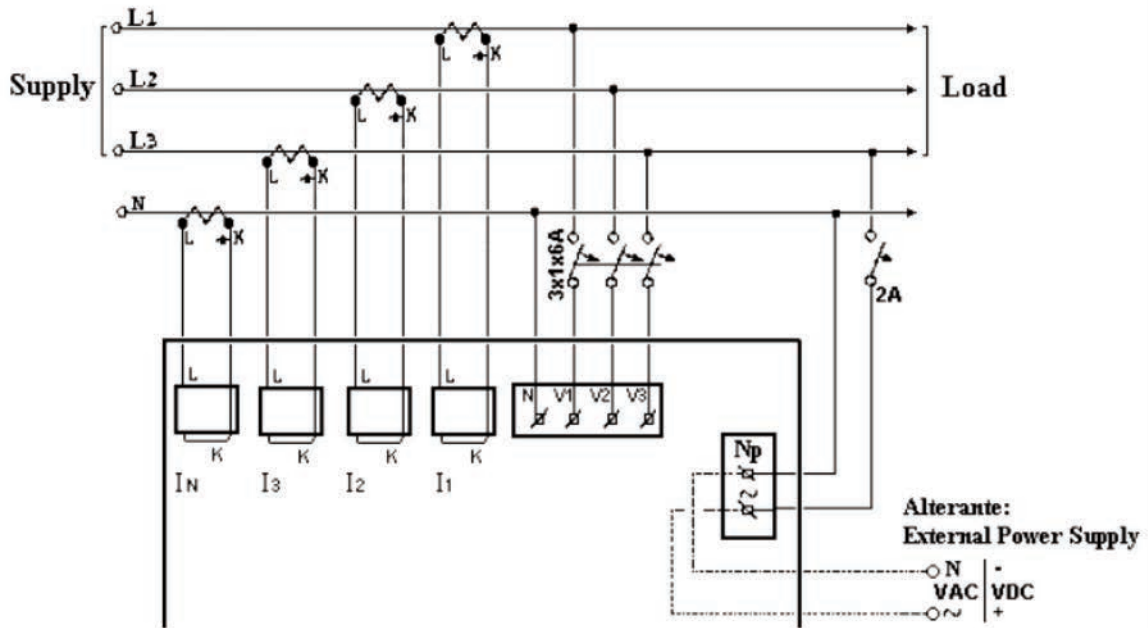 L1
L K
Supply
L2
Load
L K
L3
L K
N
L K
3x1x6A
2A
L L L L
N V1 V2 V3
K K K K
IN I3 I2 I1
Np
~
Alterante:
External Power Supply
N -
VAC VDC
~ +